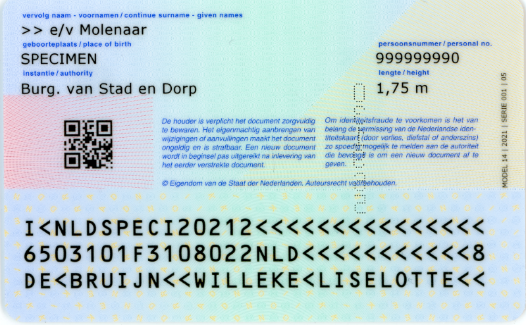 vervolg naam - voornamen / continue surname - given names
>> e/v Molenaar
geboorteplaats / place of birth
SPECIMEN
instantie / authority
Burg. van Stad en Dorp
persoonsnummer / personal no.
999999990
lengte / height
1,75 m
De houder is verplicht het document zorgvuldig
te bewaren. Het eigenmachtig aanbrengen van
wijzigingen of aanvullingen maakt het document
ongeldig en is strafbaar. Een nieuw document
wordt in beginsel pas uitgereikt na inlevering van
het eerder verstrekte document.
Om identiteitsfraude te voorkomen is het van
belang de vermissing van de Nederlandse iden-
titeitskaart (door verlies, diefstal of anderszins)
zo spoedig mogelijk te melden aan de autoriteit
die bevoegd is om een nieuw document af te
geven.
© Eigendom van de Staat der Nederlanden, Auteursrecht voorbehouden.
MODEL 14 | 2021 | SERIE 001 | 05
I<NLDSPECI20212<<<<<<<<<<<<<<<
6503101F3108022NLD<<<<<<<<<<<8
DE<BRUIJN<<WILLEKE<LISELOTTE<<